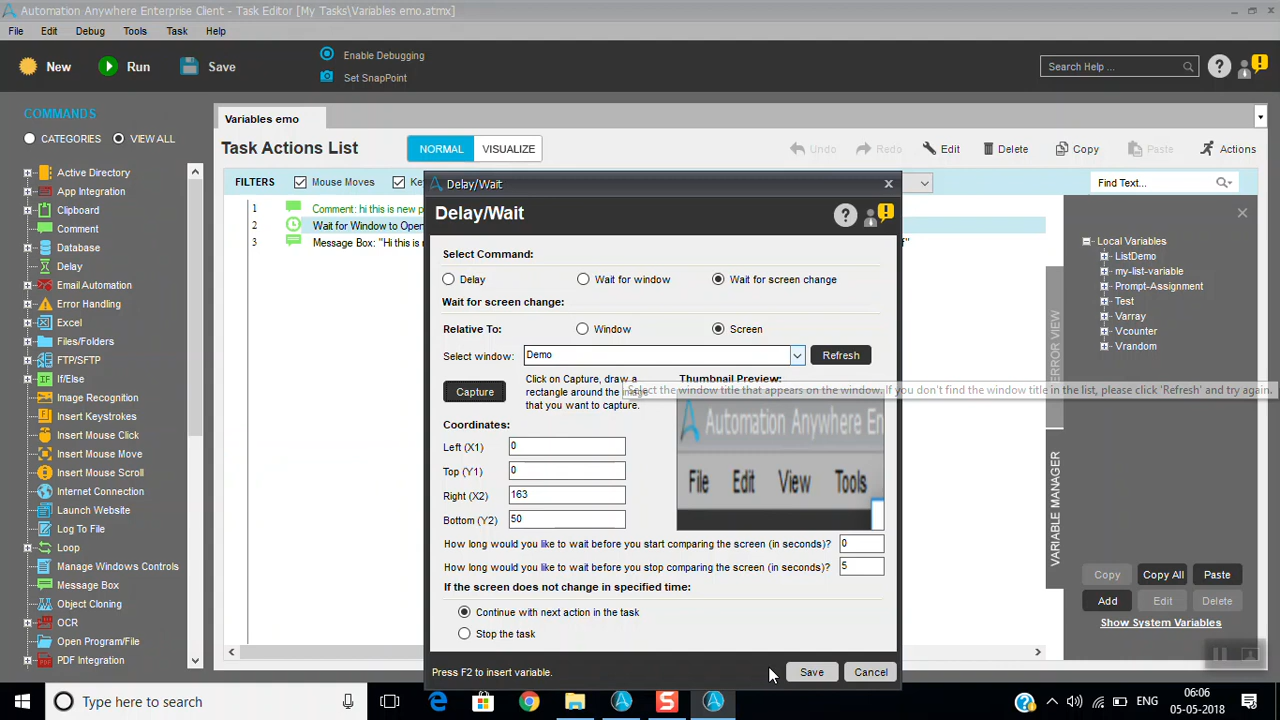 Automation Anywhere Enterprise Client - Task Editor [My Tasks\Variables emo.atmx]
File Edit Debug Tools Task Help
New Run Save
Enable Debugging
Set SnapPoint
Search Help ...
COMMANDS
CATEGORIES VIEW ALL
Active Directory
App Integration
Clipboard
Comment
Database
Delay
Email Automation
Error Handling
Excel
Files/Folders
FTP/SFTP
If/Else
Image Recognition
Insert Keystrokes
Insert Mouse Click
Insert Mouse Move
Insert Mouse Scroll
Internet Connection
Launch Website
Log To File
Loop
Manage Windows Controls
Message Box
Object Cloning
OCR
Open Program/File
PDF Integration
Variables emo
Task Actions List
NORMAL VISUALIZE
Undo Redo Edit Delete Copy Paste Actions
FILTERS Mouse Moves
Find Text...
1 Comment: hi this is new p
2 Wait for Window to Open
3 Message Box: "Hi this is
Delay/Wait
Delay/Wait
Select Command:
Delay Wait for window Wait for screen change
Wait for screen change:
Relative To: Window Screen
Select window: Demo Refresh
Capture
Click on Capture, draw a
rectangle around the image
that you want to capture.
Thumbnail Preview:
Select the window title that appears on the window. If you don't find the window title in the list, please click 'Refresh' and try again.
Automation Anywhere En
File Edit View Tools
Coordinates:
Left (X1) 0
Top (Y1) 0
Right (X2) 163
Bottom (Y2) 50
How long would you like to wait before you start comparing the screen (in seconds)? 0
How long would you like to wait before you stop comparing the screen (in seconds)? 5
If the screen does not change in specified time:
Continue with next action in the task
Stop the task
Press F2 to insert variable.
Save Cancel
ERROR VIEW
VARIABLE MANAGER
Local Variables
ListDemo
my-list-variable
Prompt-Assignment
Test
Varray
Vcounter
Vrandom
Copy Copy All Paste
Add Edit Delete
Show System Variables
Type here to search
ENG
06:06
05-05-2018